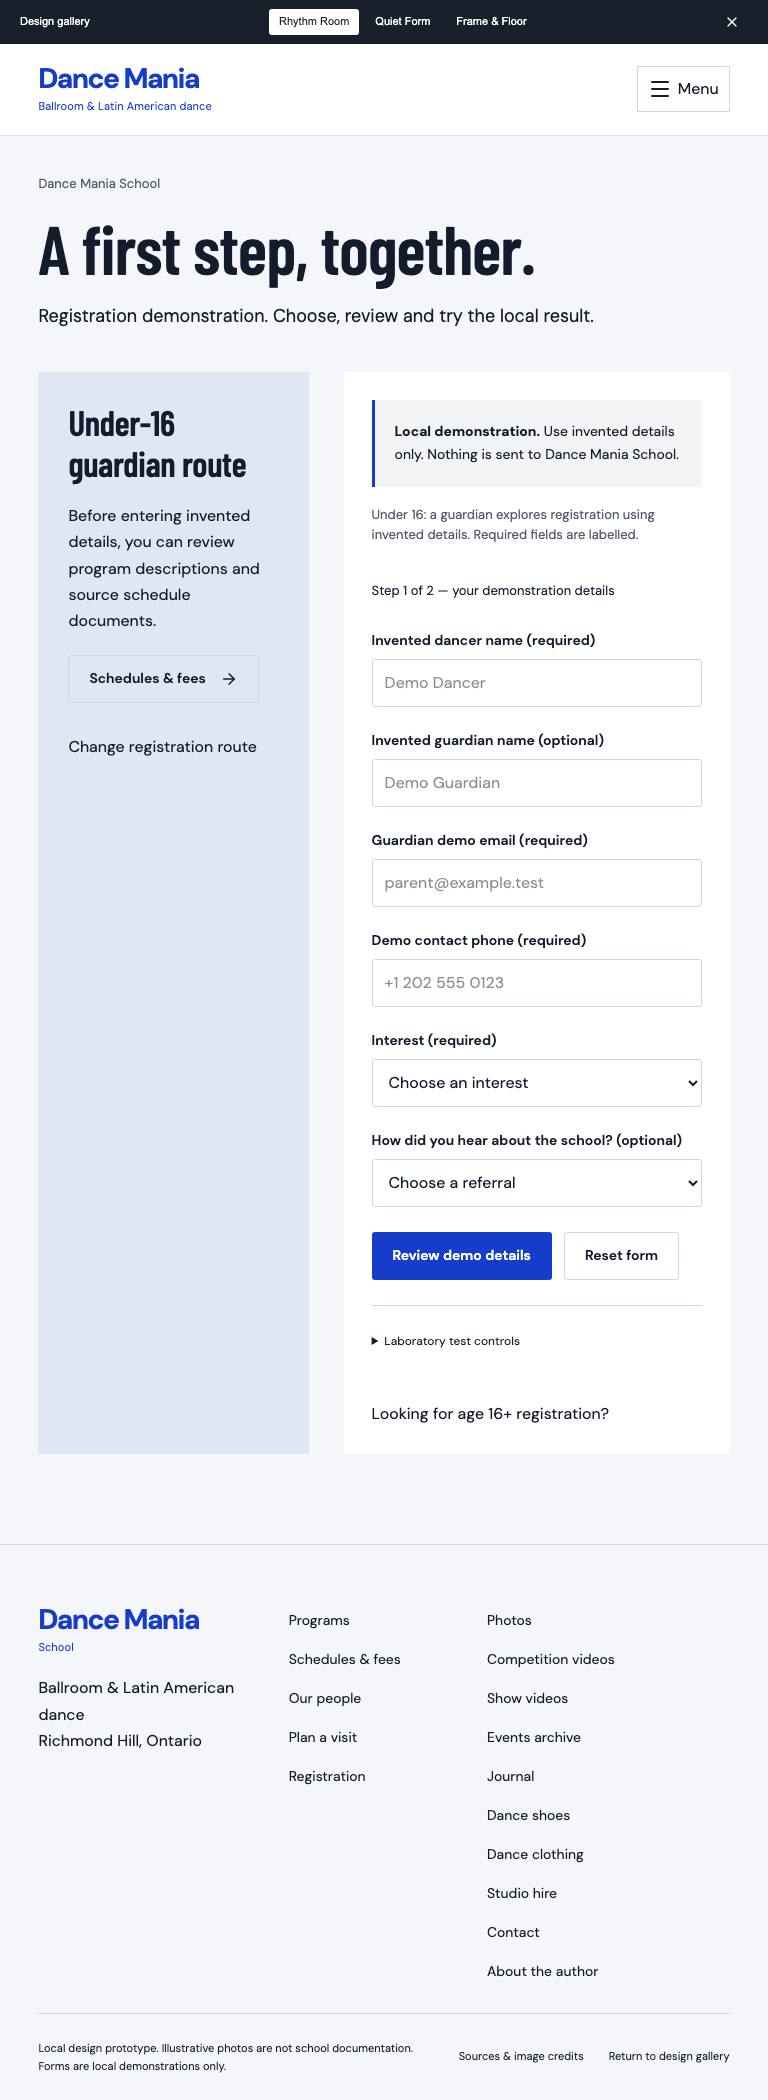 Design gallery
Rhythm Room
Quiet Form
Frame & Floor
Dance Mania
Ballroom & Latin American dance
Menu
Dance Mania School
A first step, together.
Registration demonstration. Choose, review and try the local result.
Under-16
guardian route
Before entering invented
details, you can review
program descriptions and
source schedule
documents.
Schedules & fees
Change registration route
Local demonstration. Use invented details
only. Nothing is sent to Dance Mania School.
Under 16: a guardian explores registration using
invented details. Required fields are labelled.
Step 1 of 2 — your demonstration details
Invented dancer name (required)
Demo Dancer
Invented guardian name (optional)
Demo Guardian
Guardian demo email (required)
parent@example.test
Demo contact phone (required)
+1 202 555 0123
Interest (required)
Choose an interest
How did you hear about the school? (optional)
Choose a referral
Review demo details
Reset form
Laboratory test controls
Looking for age 16+ registration?
Dance Mania
School
Ballroom & Latin American
dance
Richmond Hill, Ontario
Programs
Schedules & fees
Our people
Plan a visit
Registration
Photos
Competition videos
Show videos
Events archive
Journal
Dance shoes
Dance clothing
Studio hire
Contact
About the author
Local design prototype. Illustrative photos are not school documentation.
Forms are local demonstrations only.
Sources & image credits
Return to design gallery